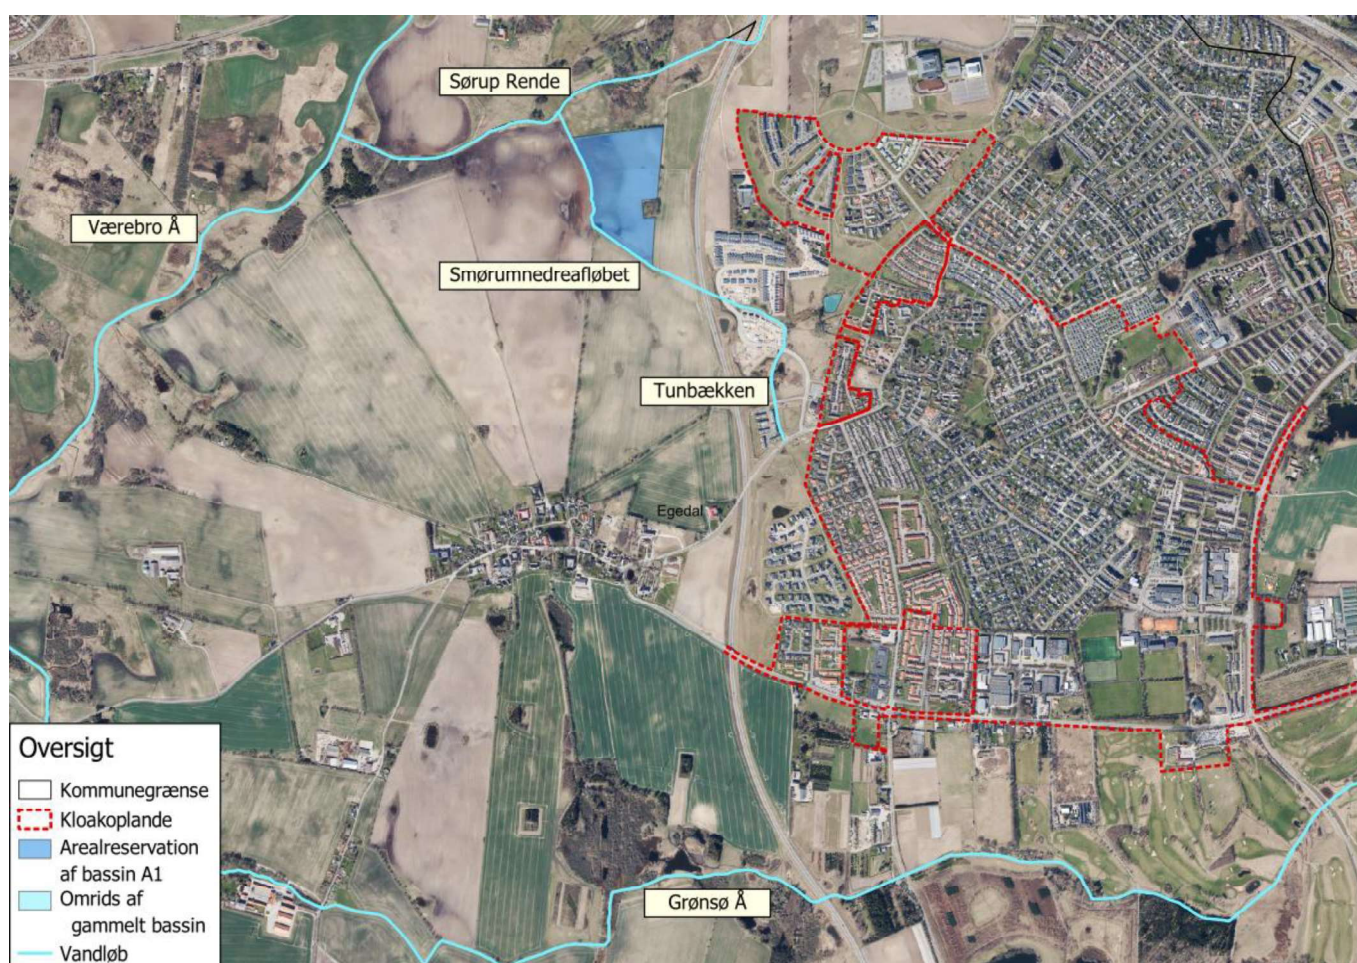 Sørup Rende
Værebro Å
Smørumnedreafløbet
Tunbækken
Egedal
Grønsø Å
Oversigt
Kommunegrænse
Kloakoplande
Arealreservation
af bassin A1
Omrids af
gammelt bassin
Vandløb